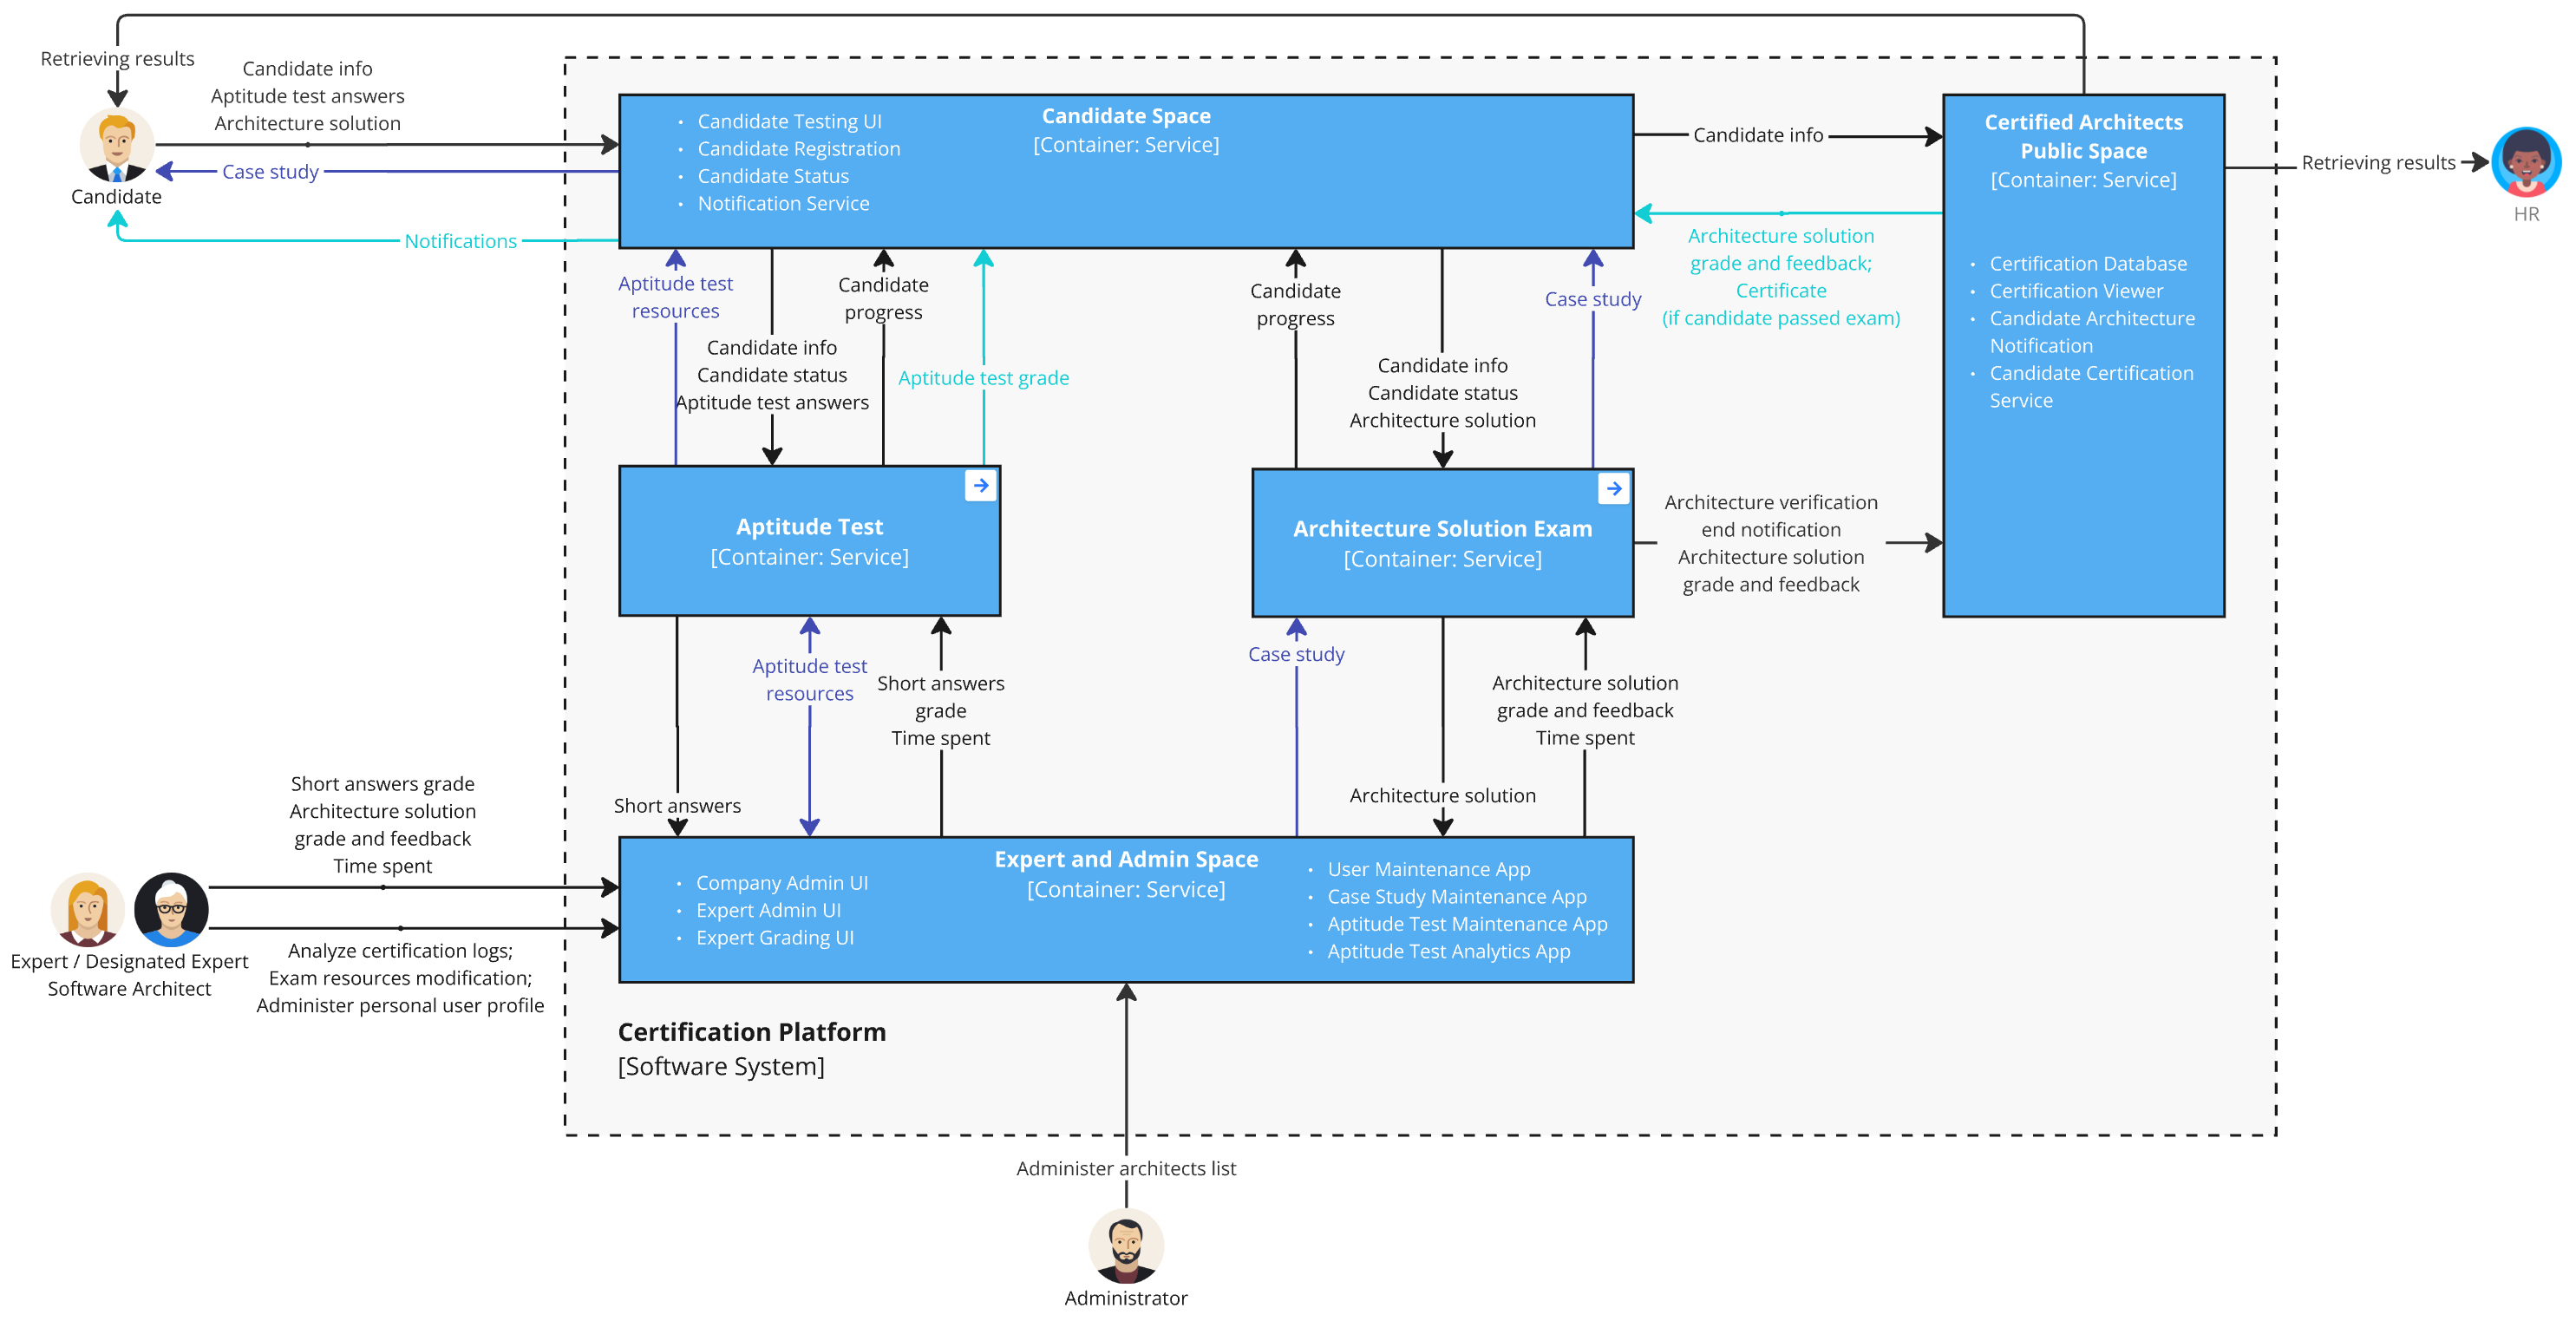 Retrieving results
Candidate info
Aptitude test answers
Architecture solution
Case study
Candidate
Notifications
Candidate Space
[Container: Service]
• Candidate Testing UI
• Candidate Registration
• Candidate Status
• Notification Service
Candidate info
Certified Architects
Public Space
[Container: Service]
• Certification Database
• Certification Viewer
• Candidate Architecture
Notification
• Candidate Certification
Service
Retrieving results
HR
Architecture solution
grade and feedback;
Certificate
(if candidate passed exam)
Aptitude test
resources
Candidate info
Candidate status
Aptitude test answers
Candidate
progress
Aptitude test grade
Candidate
progress
Candidate info
Candidate status
Architecture solution
Case study
Aptitude Test
[Container: Service]
Architecture Solution Exam
[Container: Service]
Architecture verification
end notification
Architecture solution
grade and feedback
Short answers
Aptitude test
resources
Short answers
grade
Time spent
Case study
Architecture solution
Architecture solution
grade and feedback
Time spent
Short answers grade
Architecture solution
grade and feedback
Time spent
Expert / Designated Expert
Software Architect
Analyze certification logs;
Exam resources modification;
Administer personal user profile
Expert and Admin Space
[Container: Service]
• Company Admin UI
• Expert Admin UI
• Expert Grading UI
• User Maintenance App
• Case Study Maintenance App
• Aptitude Test Maintenance App
• Aptitude Test Analytics App
Certification Platform
[Software System]
Administer architects list
Administrator